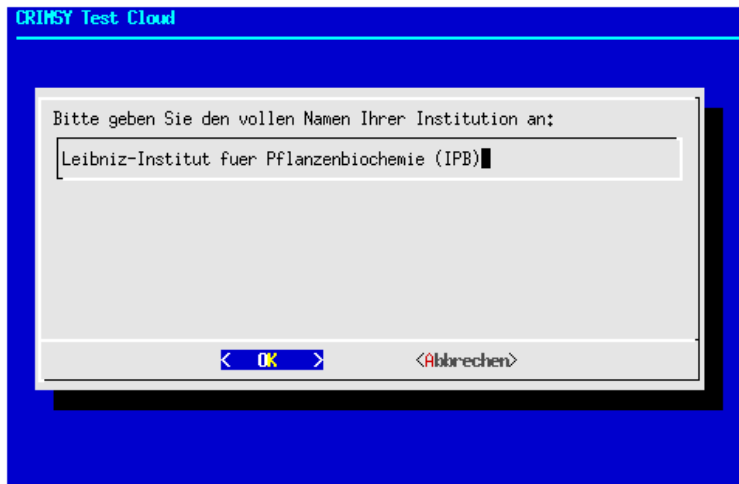 CRIMSY Test Cloud
Bitte geben Sie den vollen Namen Ihrer Institution an:
Leibniz-Institut fuer Pflanzenbiochemie (IPB)
< OK > <Abbrechen>